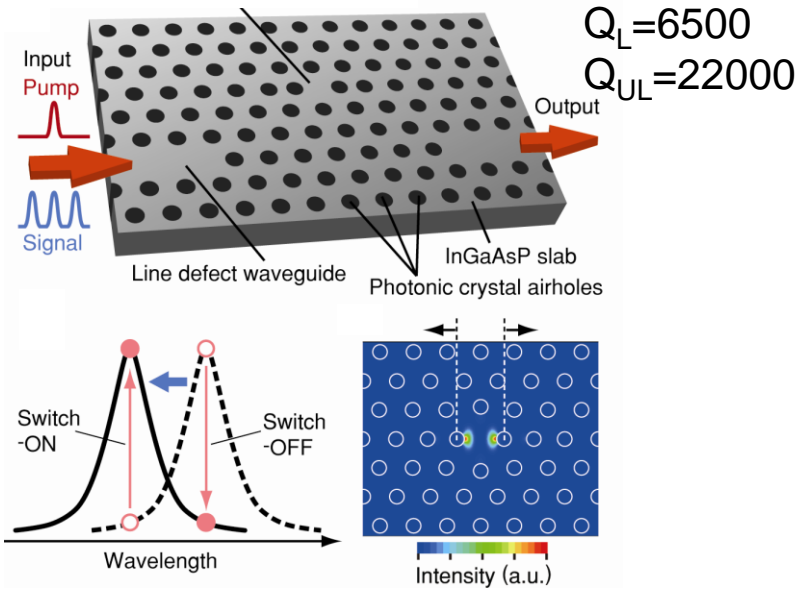 Q_L=6500
Q_UL=22000
Input
Pump
Output
Signal
Line defect waveguide
InGaAsP slab
Photonic crystal airholes
Switch
-ON
Switch
-OFF
Wavelength
Intensity (a.u.)